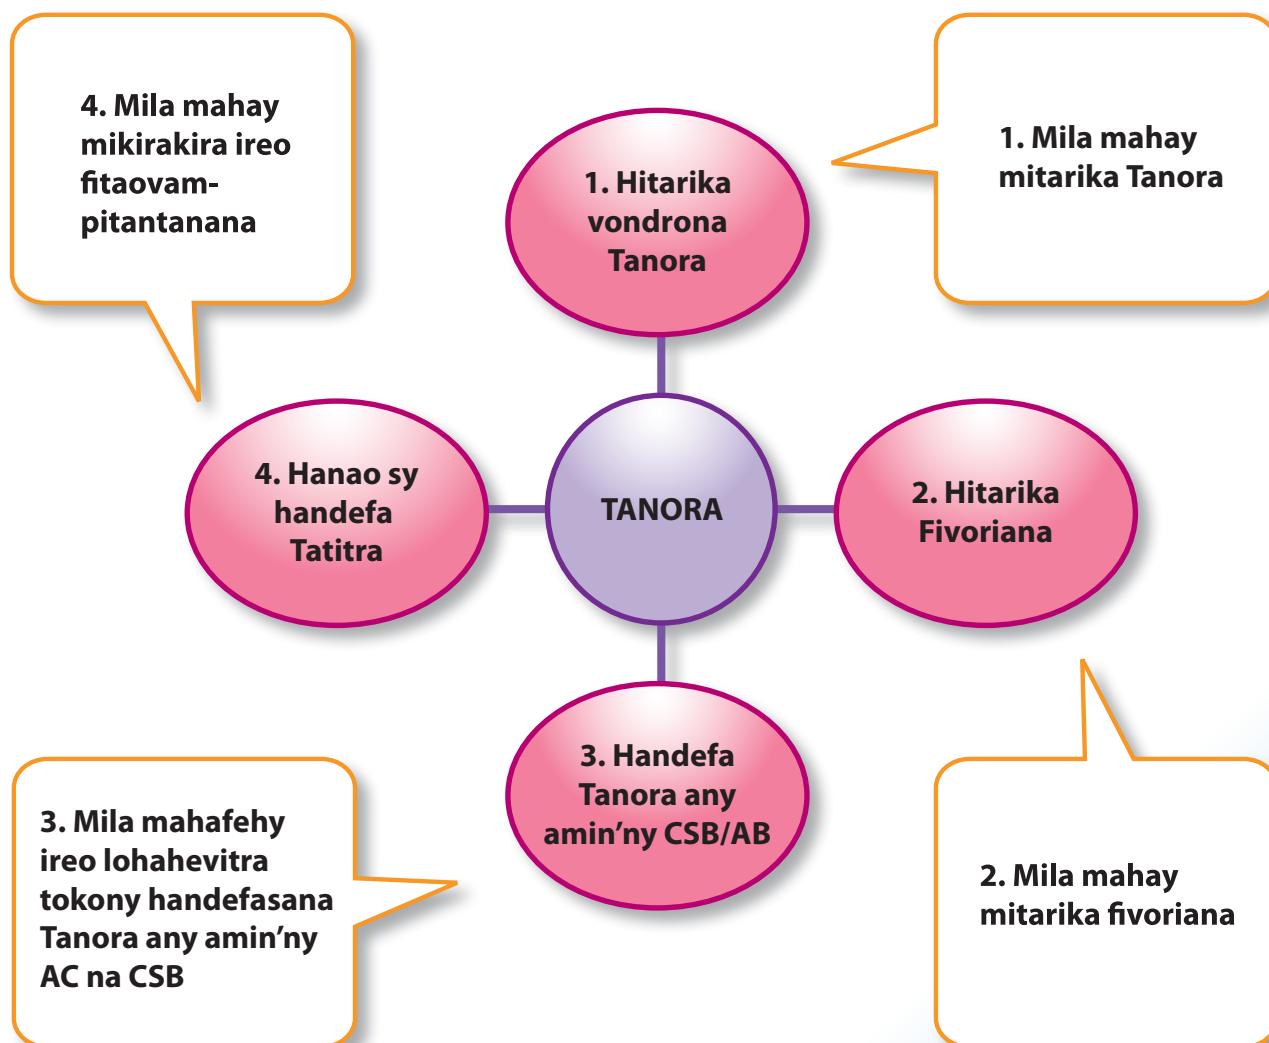 4. Mila mahay
mikirakira ireo
fitaovam-
pitantanana
1. Hitarika
vondrona
Tanora
1. Mila mahay
mitarika Tanora
4. Hanao sy
handefa
Tatitra
TANORA
2. Hitarika
Fivoriana
3. Handefa
Tanora any
amin’ny CSB/AB
3. Mila mahafehy
ireo lohahevitra
tokony handefasana
Tanora any amin’ny
AC na CSB
2. Mila mahay
mitarika fivoriana